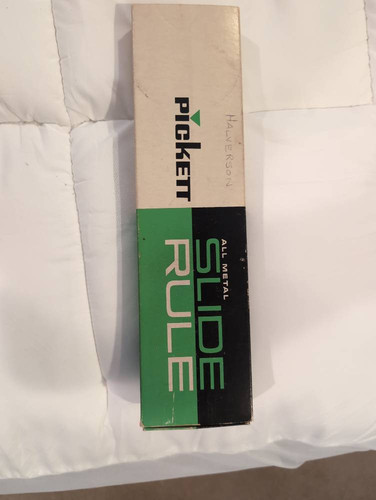 HALVERSON
PICKETT
ALL METAL
SLIDE
RULE